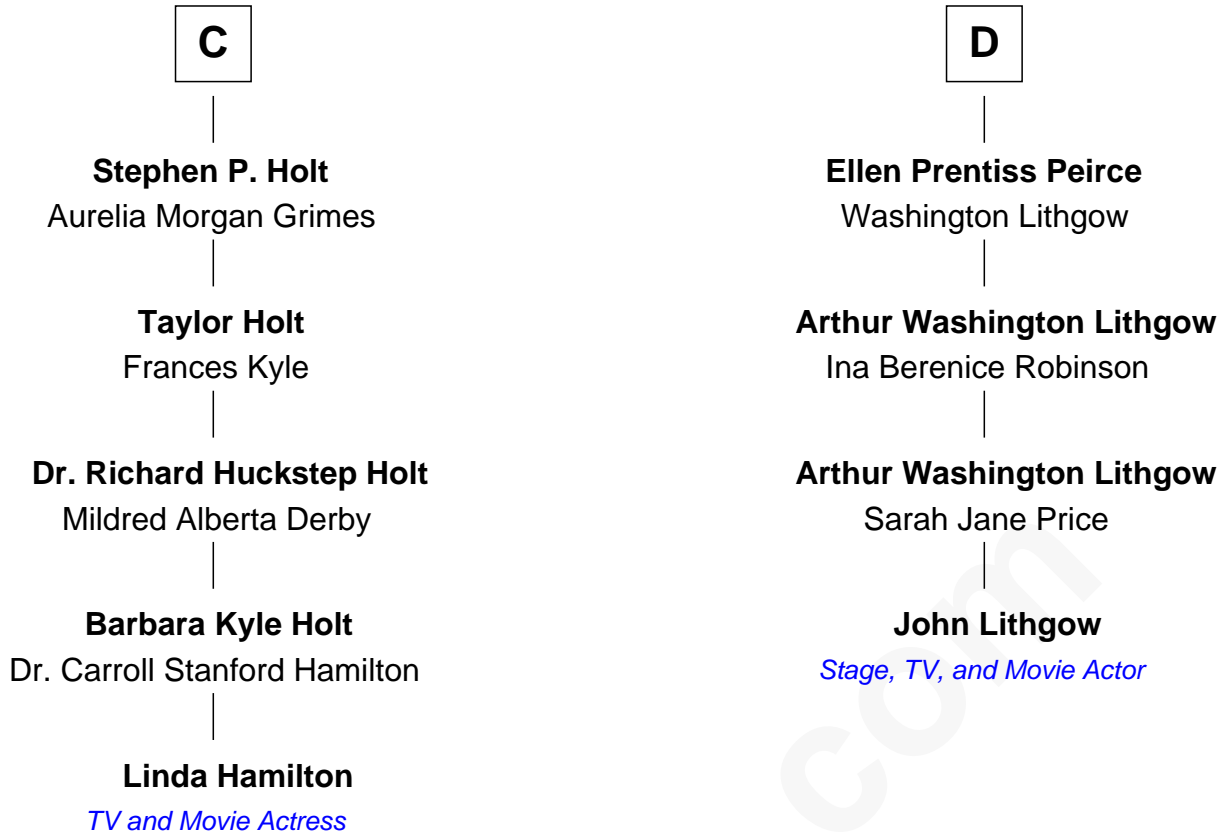 C
Stephen P. Holt
Aurelia Morgan Grimes
Taylor Holt
Frances Kyle
Dr. Richard Huckstep Holt
Mildred Alberta Derby
Barbara Kyle Holt
Dr. Carroll Stanford Hamilton
Linda Hamilton
TV and Movie Actress
D
Ellen Prentiss Peirce
Washington Lithgow
Arthur Washington Lithgow
Ina Berenice Robinson
Arthur Washington Lithgow
Sarah Jane Price
John Lithgow
Stage, TV, and Movie Actor
com